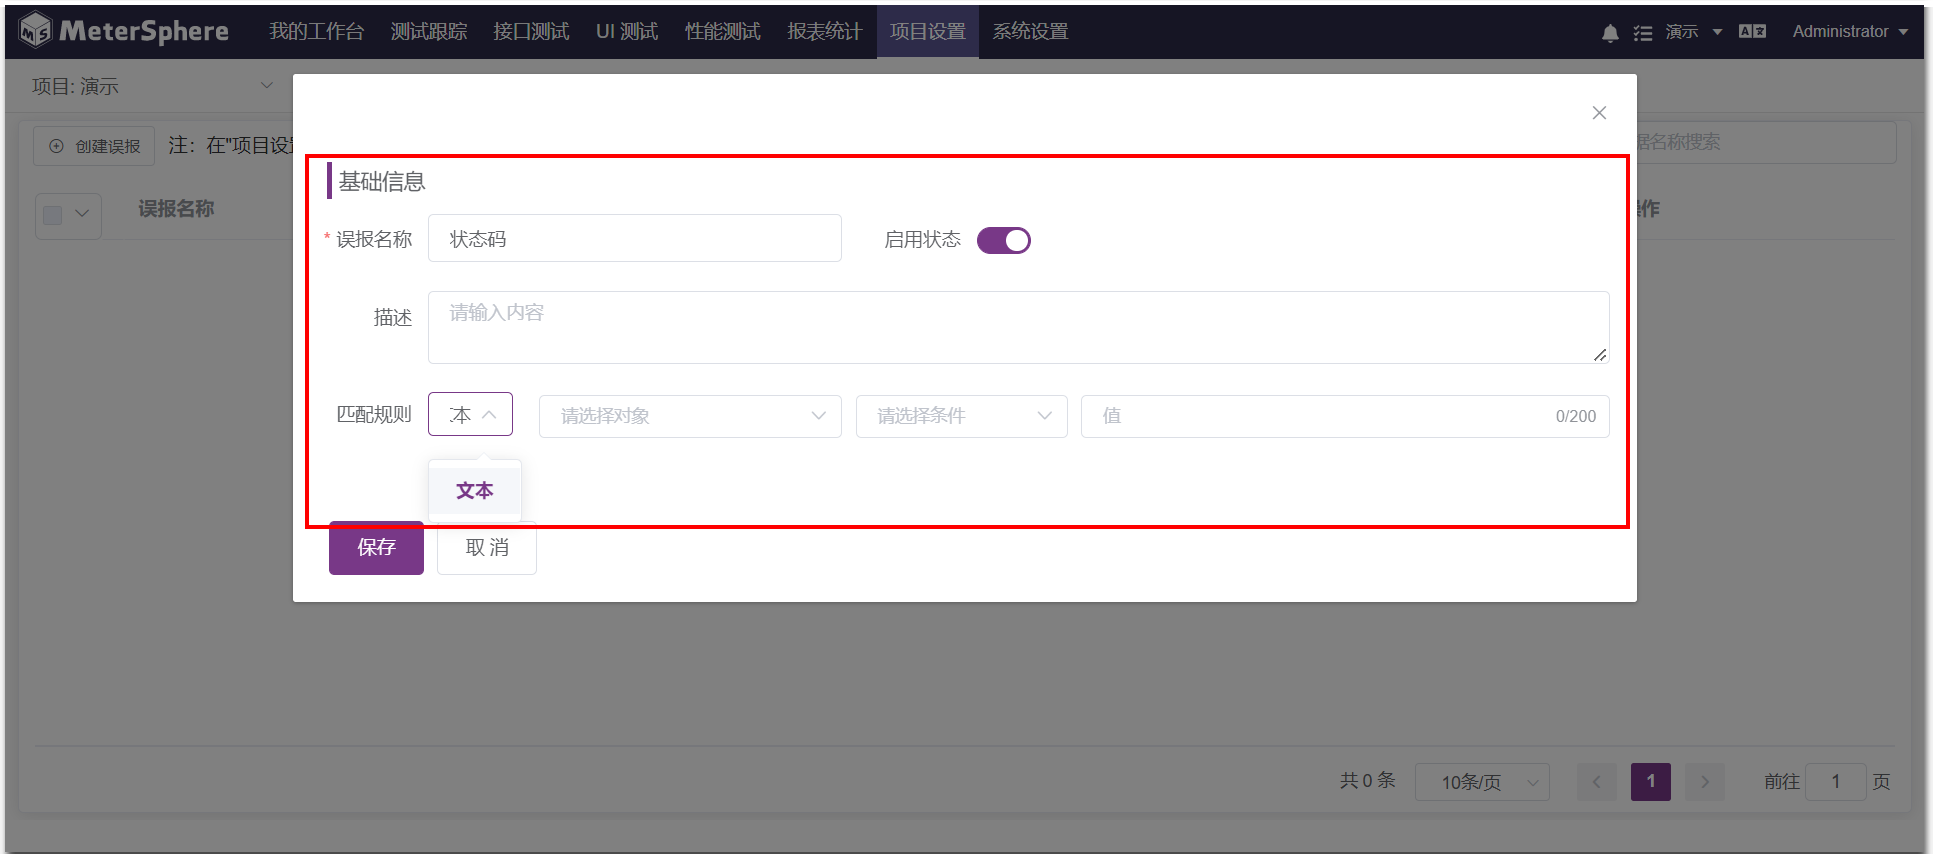 MeterSphere 我的工作台 测试跟踪 接口测试 UI 测试 性能测试 报表统计 项目设置 系统设置 演示 Administrator
项目: 演示
创建误报 注：在"项目设 名称搜索
误报名称 作
基础信息
* 误报名称 状态码 启用状态
描述 请输入内容
匹配规则 本 请选择对象 请选择条件 值 0/200
文本
保存 取消
共 0 条 10条/页 1 前往 1 页